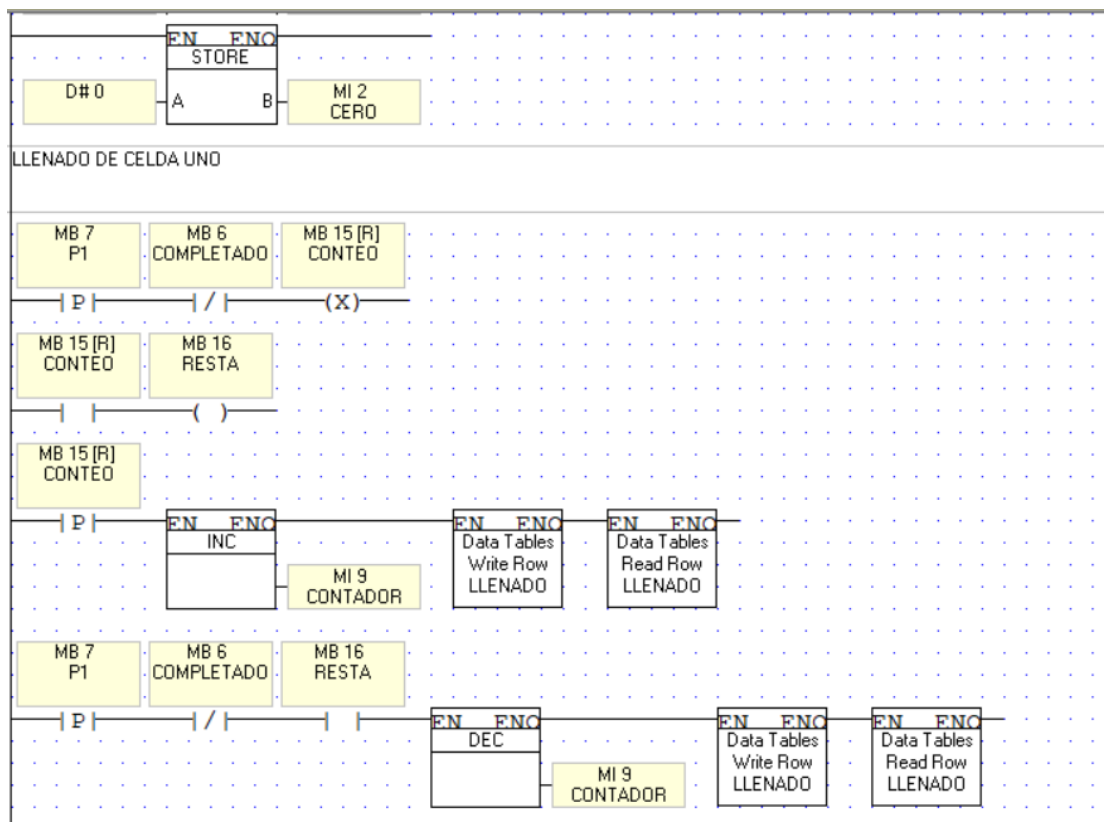 EN ENO
STORE
D# 0
A B
MI 2
CERO
LLENADO DE CELDA UNO
MB 7
P1
MB 6
COMPLETADO
MB 15 [R]
CONTEO
P
/
(X)
MB 15 [R]
CONTEO
MB 16
RESTA
( )
MB 15 [R]
CONTEO
P
EN ENO
INC
MI 9
CONTADOR
EN ENO
Data Tables
Write Row
LLENADO
EN ENO
Data Tables
Read Row
LLENADO
MB 7
P1
MB 6
COMPLETADO
MB 16
RESTA
P
/
EN ENO
DEC
MI 9
CONTADOR
EN ENO
Data Tables
Write Row
LLENADO
EN ENO
Data Tables
Read Row
LLENADO